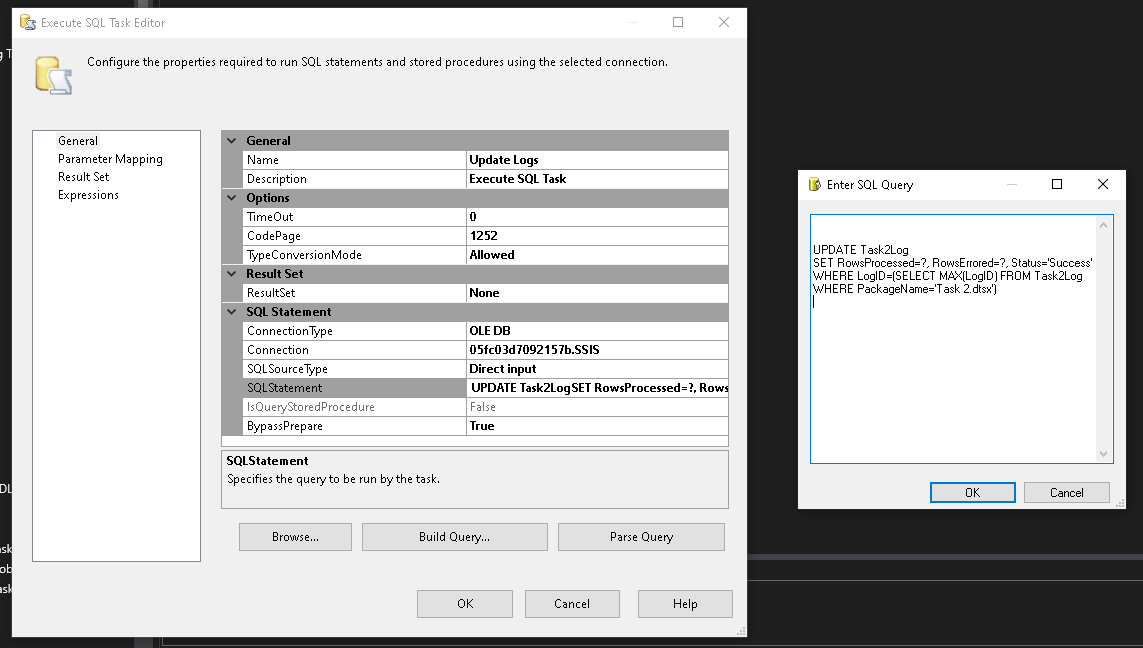 Execute SQL Task Editor
Configure the properties required to run SQL statements and stored procedures using the selected connection.
General
Parameter Mapping
Result Set
Expressions
General
Name Update Logs
Description Execute SQL Task
Options
TimeOut 0
CodePage 1252
TypeConversionMode Allowed
Result Set
ResultSet None
SQL Statement
ConnectionType OLE DB
Connection 05fc03d7092157b.SSIS
SQLSourceType Direct input
SQLStatement UPDATE Task2LogSET RowsProcessed=?, Rows
IsQueryStoredProcedure False
BypassPrepare True
SQLStatement
Specifies the query to be run by the task.
Browse... Build Query... Parse Query
OK Cancel Help
Enter SQL Query
UPDATE Task2Log
SET RowsProcessed=?, RowsErrored=?, Status='Success'
WHERE LogID=(SELECT MAX(LogID) FROM Task2Log
WHERE PackageName='Task 2.dtsx')
OK Cancel